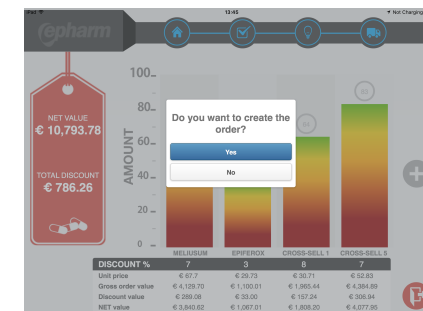 iPad
13:45
Not Charging
epharm
NET VALUE
€ 10,793.78
TOTAL DISCOUNT
€ 786.26
AMOUNT
100
80
60
40
20
0
83
64
Do you want to create the
order?
Yes
No
MELIUSUM EPIFEROX CROSS-SELL 1 CROSS-SELL 5
DISCOUNT % 7 3 8 7
Unit price € 67,7 € 29.73 € 30.71 € 52.83
Gross order value € 4,129.70 € 1,100.01 € 1,965.44 € 4,384.89
Discount value € 289.08 € 33.00 € 157.24 € 306.94
NET value € 3,840.62 € 1,067.01 € 1,808.20 € 4,077.95